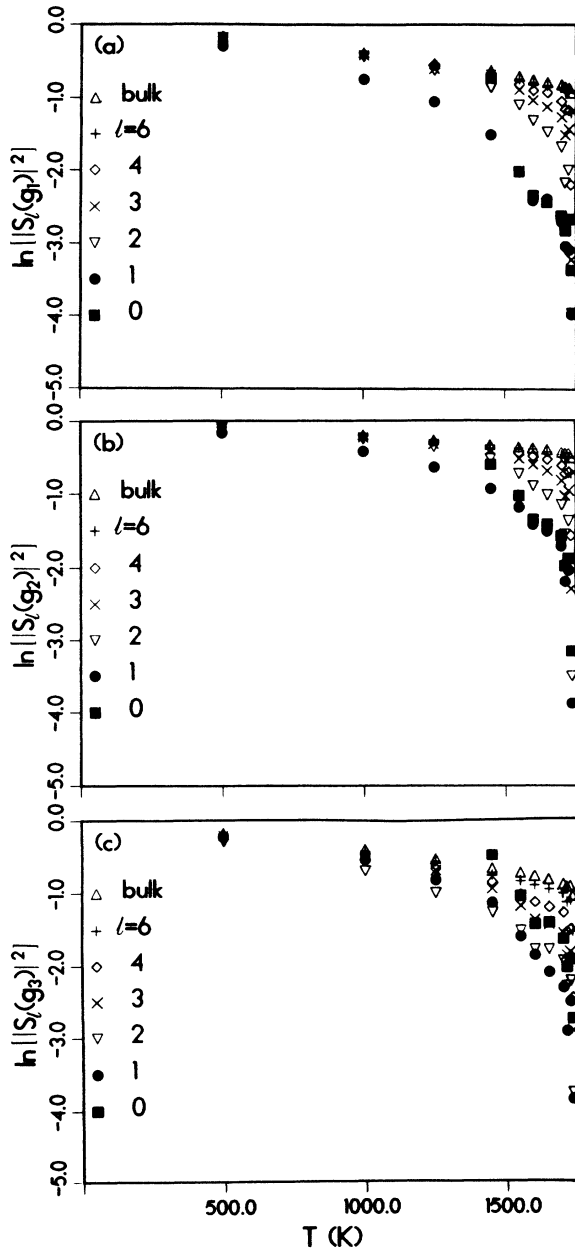 0.0
(a)
-1.0
-2.0
-3.0
-4.0
-5.0
ln[|S_l(g_1)|^2]
△ bulk
+ l=6
◇ 4
× 3
▽ 2
● 1
■ 0
0.0
(b)
-1.0
-2.0
-3.0
-4.0
-5.0
ln[|S_l(g_2)|^2]
△ bulk
+ l=6
◇ 4
× 3
▽ 2
● 1
■ 0
0.0
(c)
-1.0
-2.0
-3.0
-4.0
-5.0
ln[|S_l(g_3)|^2]
△ bulk
+ l=6
◇ 4
× 3
▽ 2
● 1
■ 0
500.0 1000.0 1500.0
T (K)